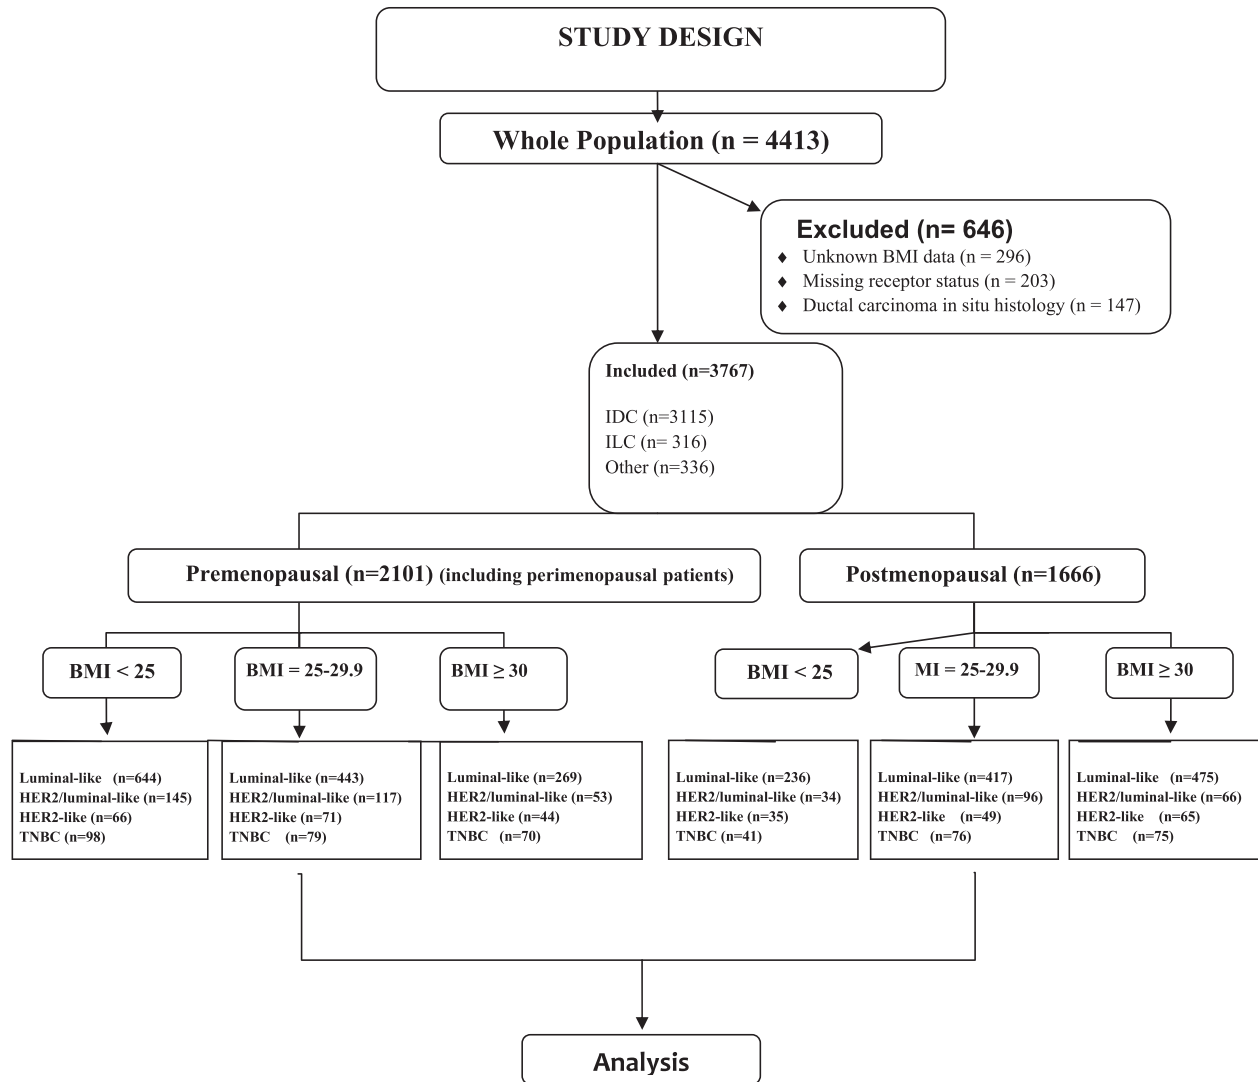 STUDY DESIGN
Whole Population (n = 4413)
Excluded (n= 646)
♦ Unknown BMI data (n = 296)
♦ Missing receptor status (n = 203)
♦ Ductal carcinoma in situ histology (n = 147)
Included (n=3767)
IDC (n=3115)
ILC (n= 316)
Other (n=336)
Premenopausal (n=2101) (including perimenopausal patients)
Postmenopausal (n=1666)
BMI < 25
BMI = 25-29.9
BMI ≥ 30
BMI < 25
MI = 25-29.9
BMI ≥ 30
Luminal-like (n=644)
HER2/luminal-like (n=145)
HER2-like (n=66)
TNBC (n=98)
Luminal-like (n=443)
HER2/luminal-like (n=117)
HER2-like (n=71)
TNBC (n=79)
Luminal-like (n=269)
HER2/luminal-like (n=53)
HER2-like (n=44)
TNBC (n=70)
Luminal-like (n=236)
HER2/luminal-like (n=34)
HER2-like (n=35)
TNBC (n=41)
Luminal-like (n=417)
HER2/luminal-like (n=96)
HER2-like (n=49)
TNBC (n=76)
Luminal-like (n=475)
HER2/luminal-like (n=66)
HER2-like (n=65)
TNBC (n=75)
Analysis